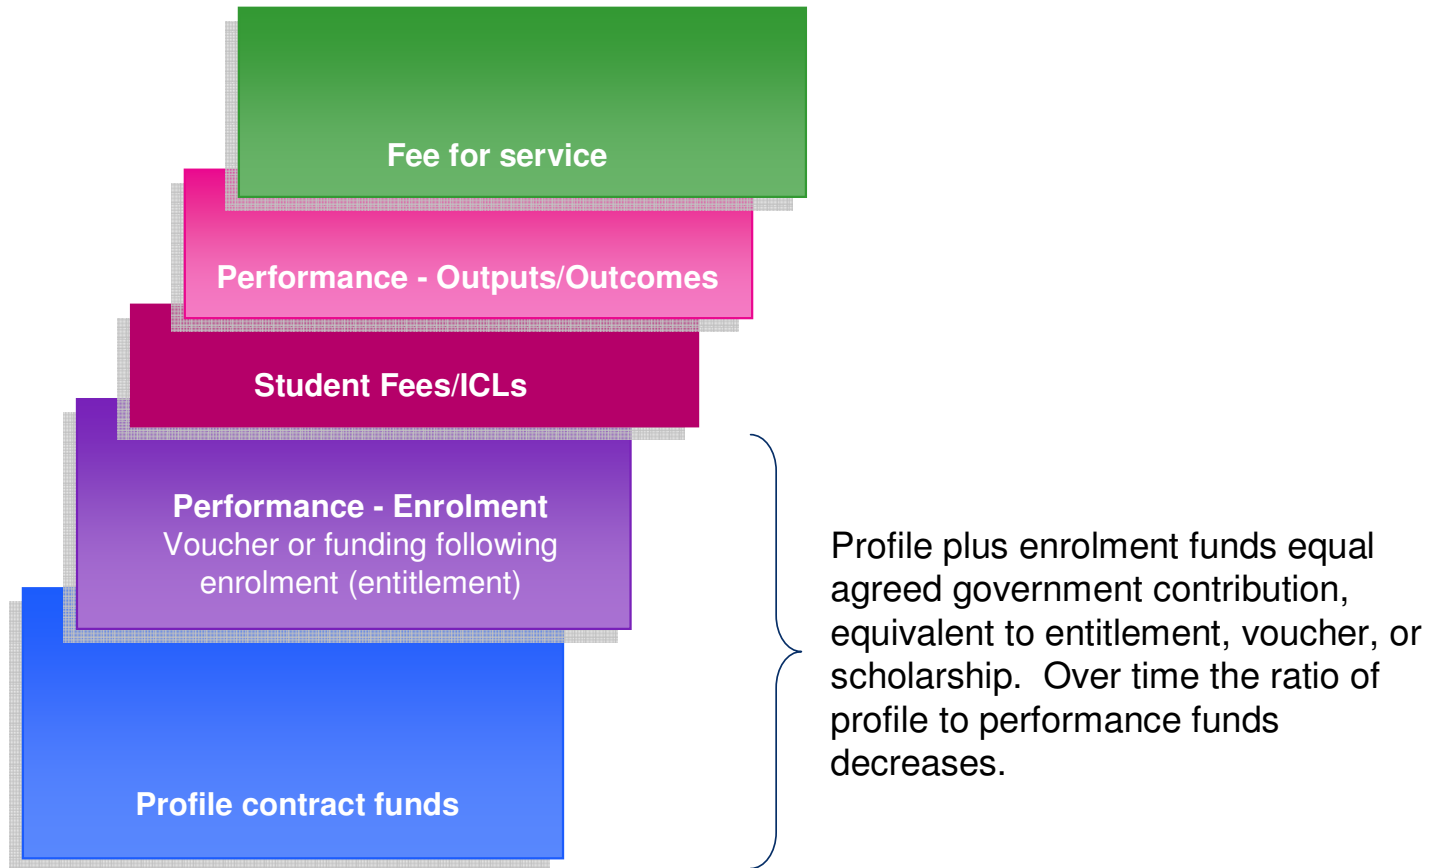 Fee for service
Performance - Outputs/Outcomes
Student Fees/ICLs
Performance - Enrolment
Voucher or funding following
enrolment (entitlement)
Profile contract funds
Profile plus enrolment funds equal
agreed government contribution,
equivalent to entitlement, voucher, or
scholarship.  Over time the ratio of
profile to performance funds
decreases.